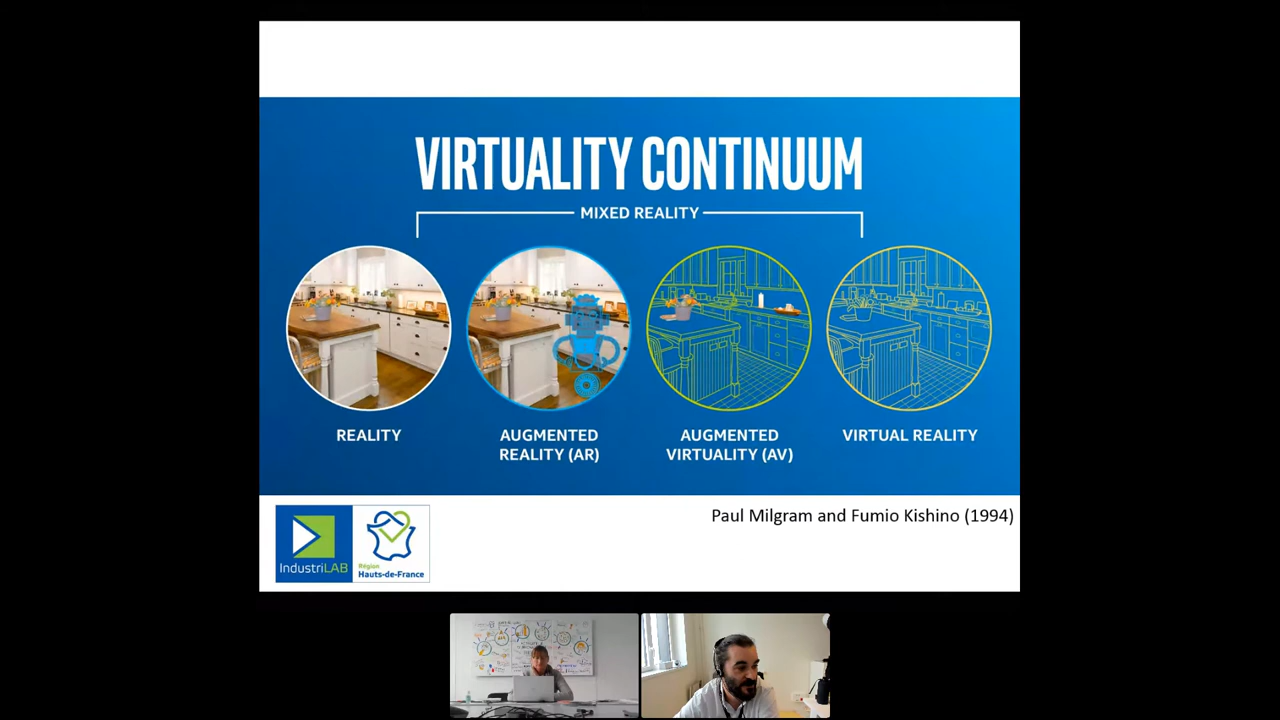 VIRTUALITY CONTINUUM
MIXED REALITY
REALITY
AUGMENTED
REALITY (AR)
AUGMENTED
VIRTUALITY (AV)
VIRTUAL REALITY
Paul Milgram and Fumio Kishino (1994)
IndustriLAB
Région
Hauts-de-France